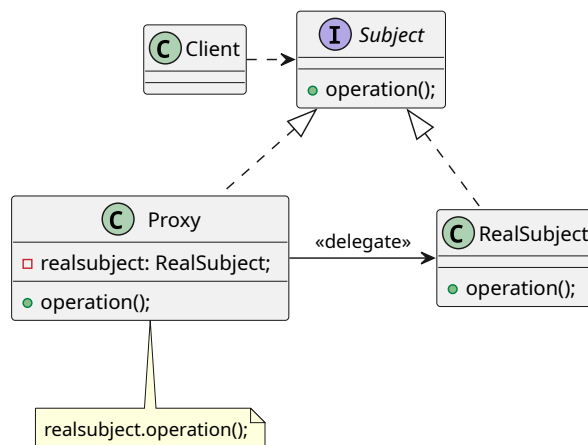 C Client
I Subject
operation();
C Proxy
realsubject: RealSubject;
operation();
«delegate»
C RealSubject
operation();
realsubject.operation();